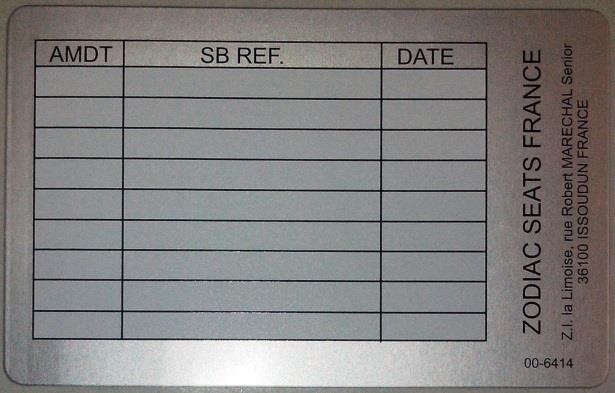 AMDT SB REF. DATE
ZODIAC SEATS FRANCE
Z.I. la Limoise, rue Robert MARECHAL Senior
36100 ISSOUDUN FRANCE
00-6414